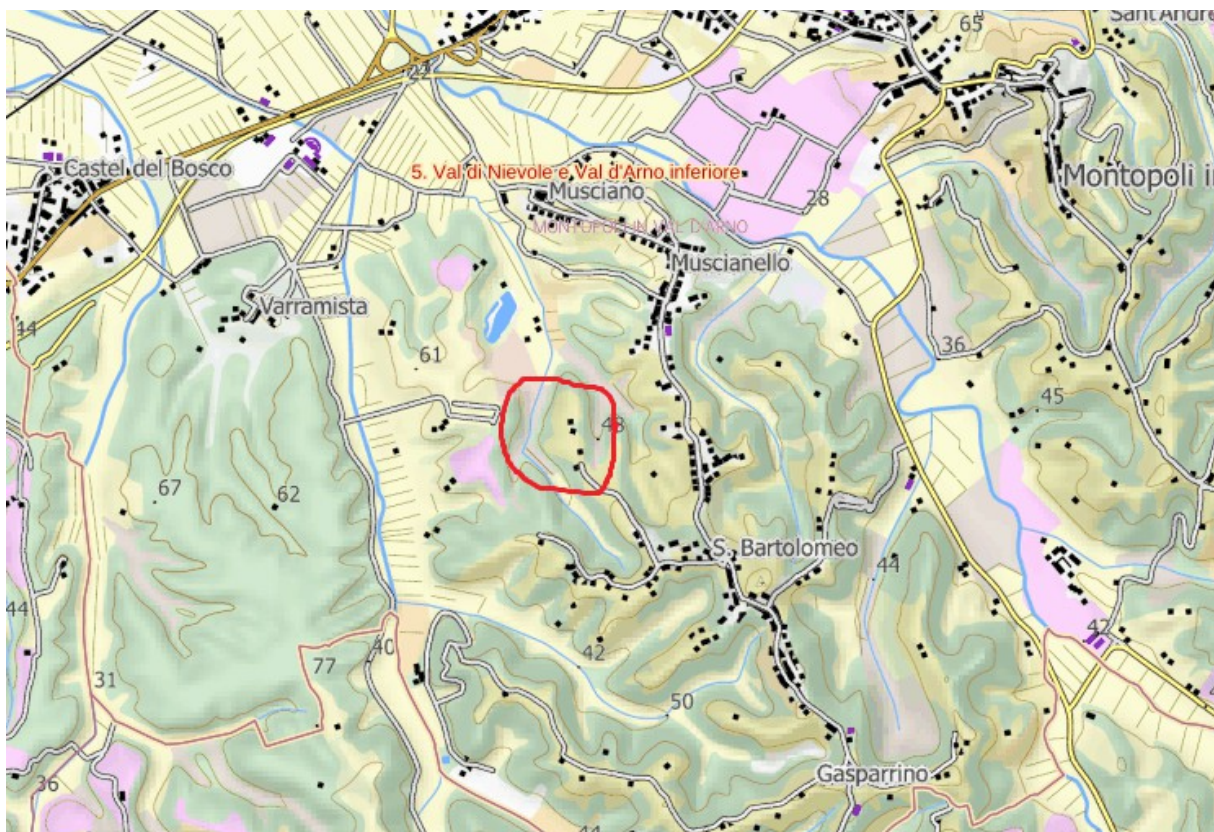 Sant'Andre
65
22
Castel del Bosco
5. Val di Nievole e Val d'Arno inferiore
Musciano
Montopoli i
28
MONTOPOLI IN VAL D'ARNO
Muscianello
Varramista
44
36
61
45
48
67
62
S. Bartolomeo
44
44
42
40
42
77
31
50
Gasparrino
36
44